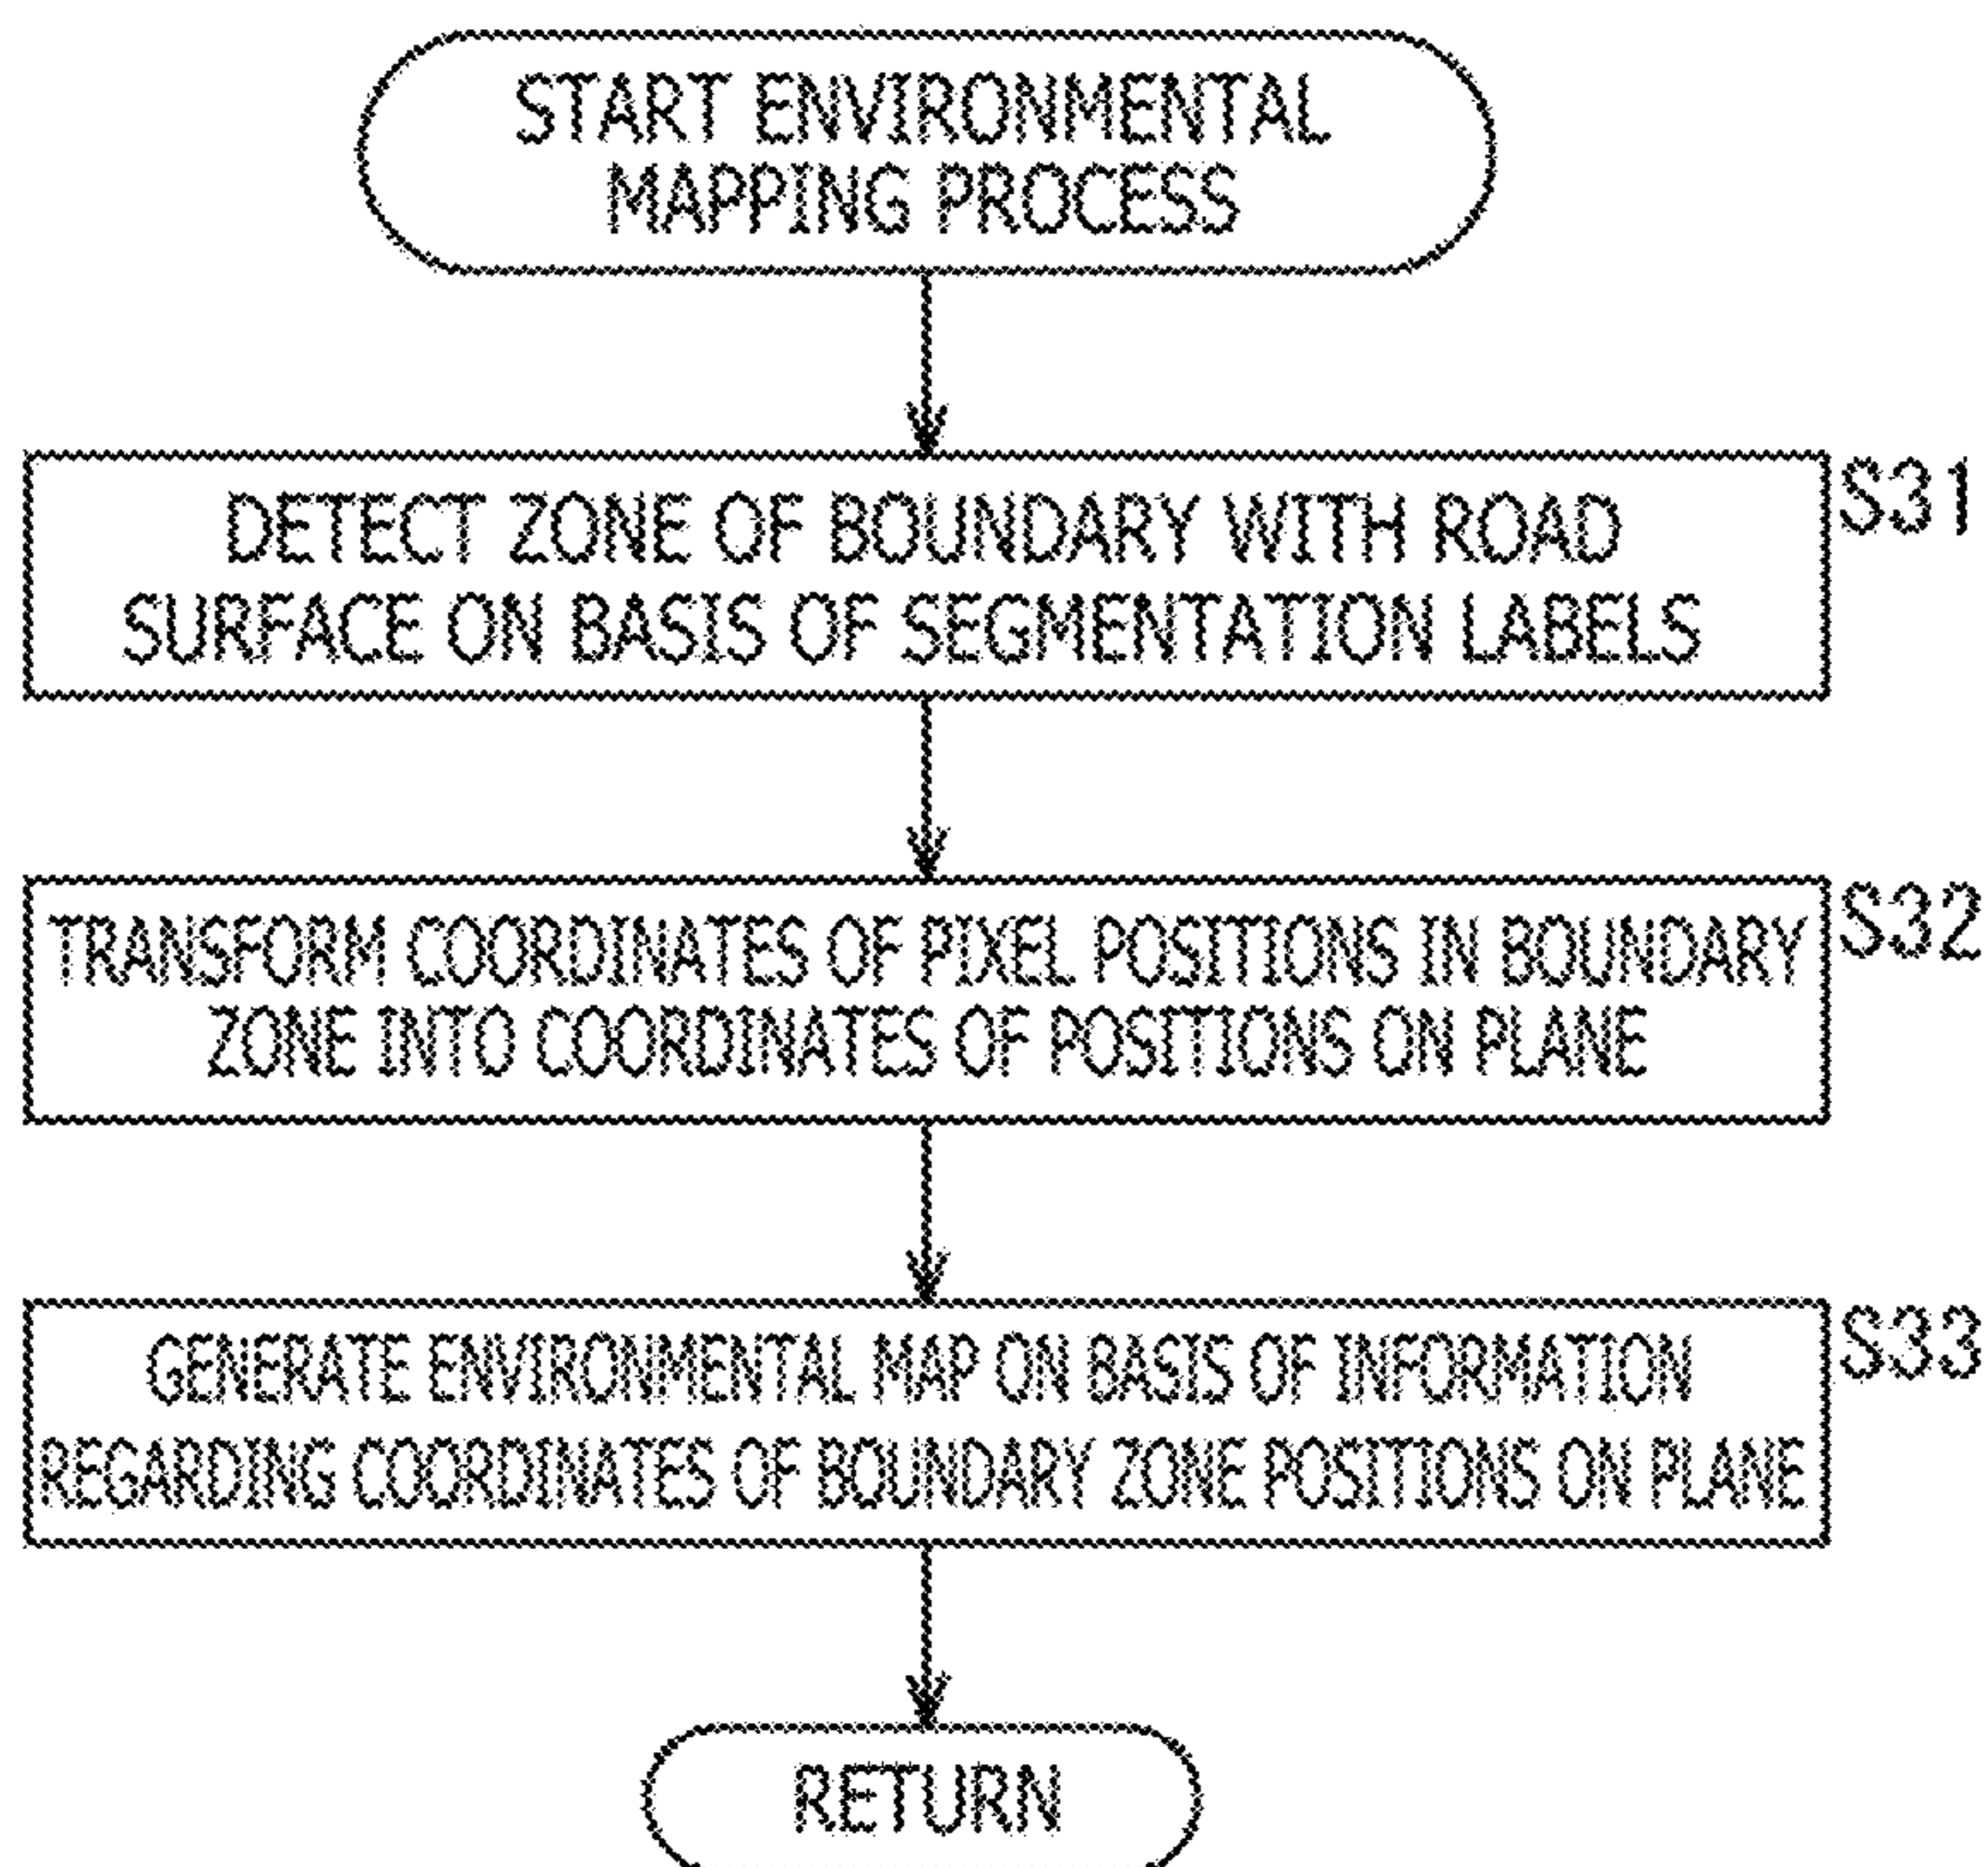 START ENVIRONMENTAL
MAPPING PROCESS
DETECT ZONE OF BOUNDARY WITH ROAD
SURFACE ON BASIS OF SEGMENTATION LABELS
S31
TRANSFORM COORDINATES OF PIXEL POSITIONS IN BOUNDARY
ZONE INTO COORDINATES OF POSITIONS ON PLANE
S32
GENERATE ENVIRONMENTAL MAP ON BASIS OF INFORMATION
REGARDING COORDINATES OF BOUNDARY ZONE POSITIONS ON PLANE
S33
RETURN